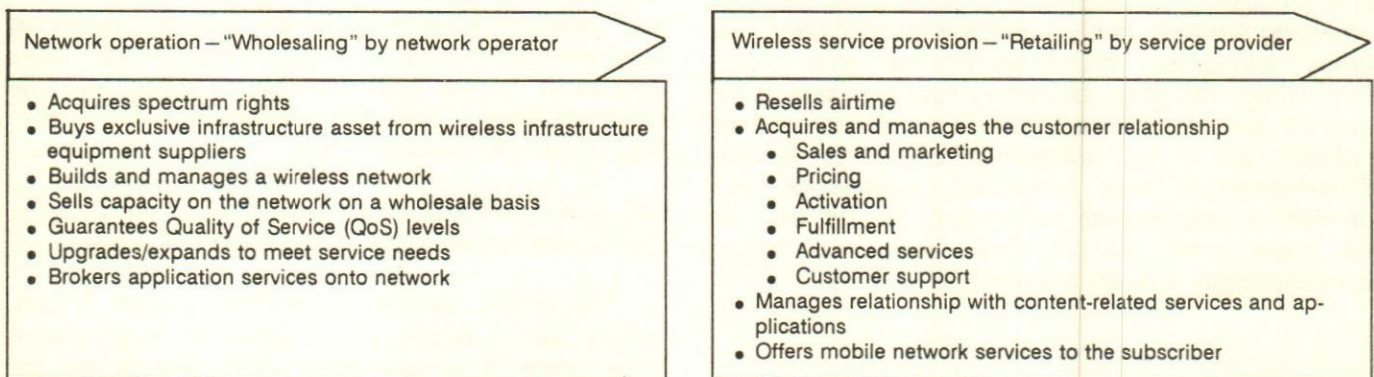 Network operation – “Wholesaling” by network operator
• Acquires spectrum rights
• Buys exclusive infrastructure asset from wireless infrastructure
equipment suppliers
• Builds and manages a wireless network
• Sells capacity on the network on a wholesale basis
• Guarantees Quality of Service (QoS) levels
• Upgrades/expands to meet service needs
• Brokers application services onto network
Wireless service provision – “Retailing” by service provider
• Resells airtime
• Acquires and manages the customer relationship
• Sales and marketing
• Pricing
• Activation
• Fulfillment
• Advanced services
• Customer support
• Manages relationship with content-related services and ap-
plications
• Offers mobile network services to the subscriber